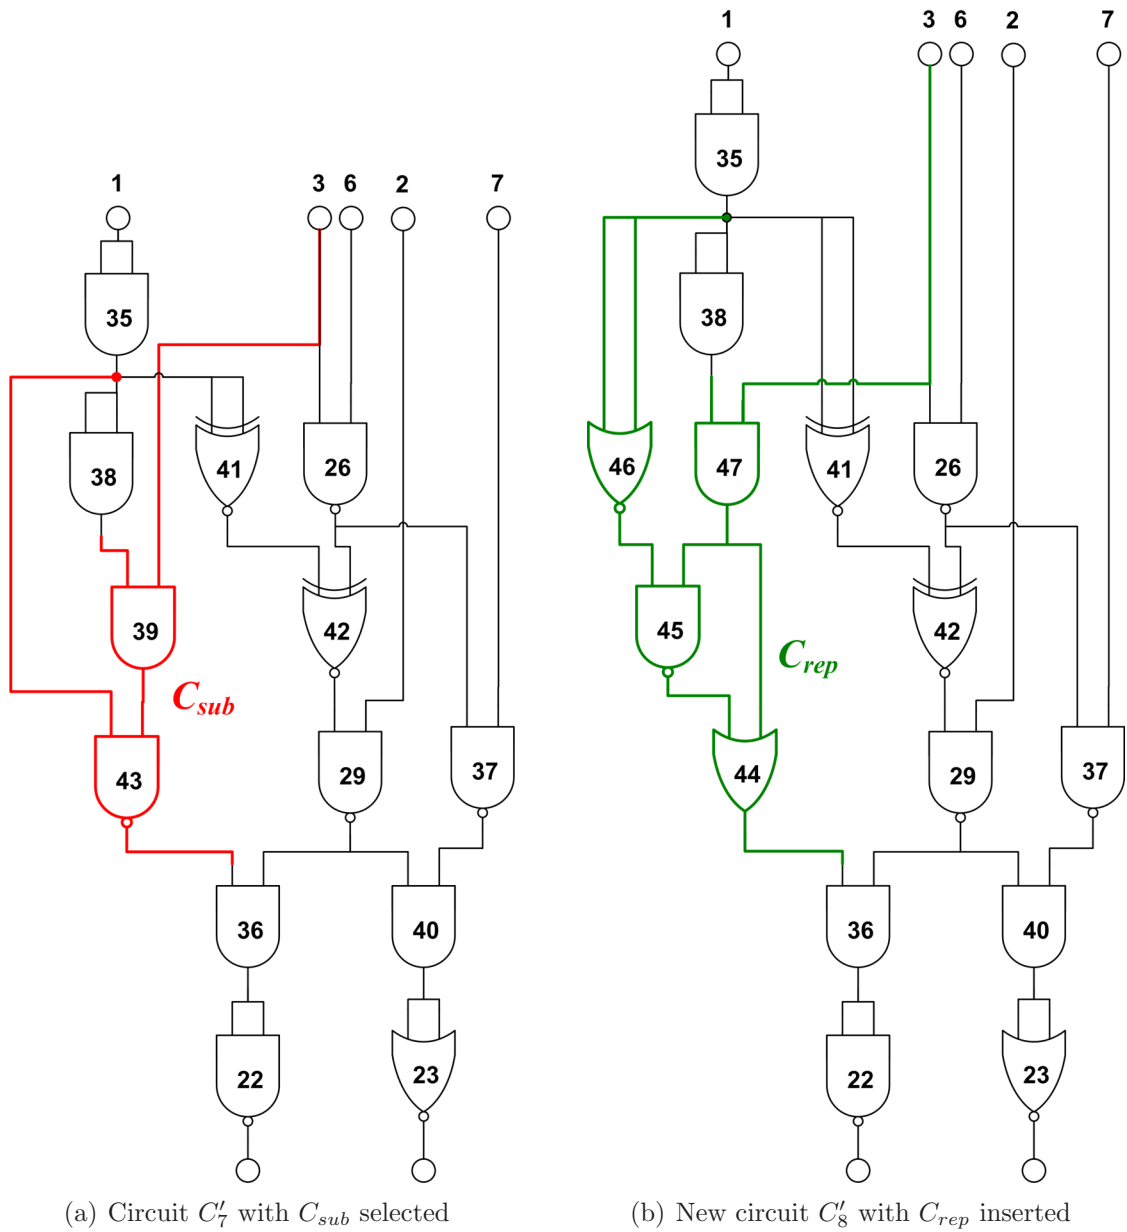 1 3 6 2 7
35
1 3 6 2 7
35 38
38 41 26 46 47 41 26
39 42 45 42
C_sub C_rep
43 29 37 44 29 37
36 40 36 40
22 23 22 23
(a) Circuit C′₇ with C_sub selected
(b) New circuit C′₈ with C_rep inserted